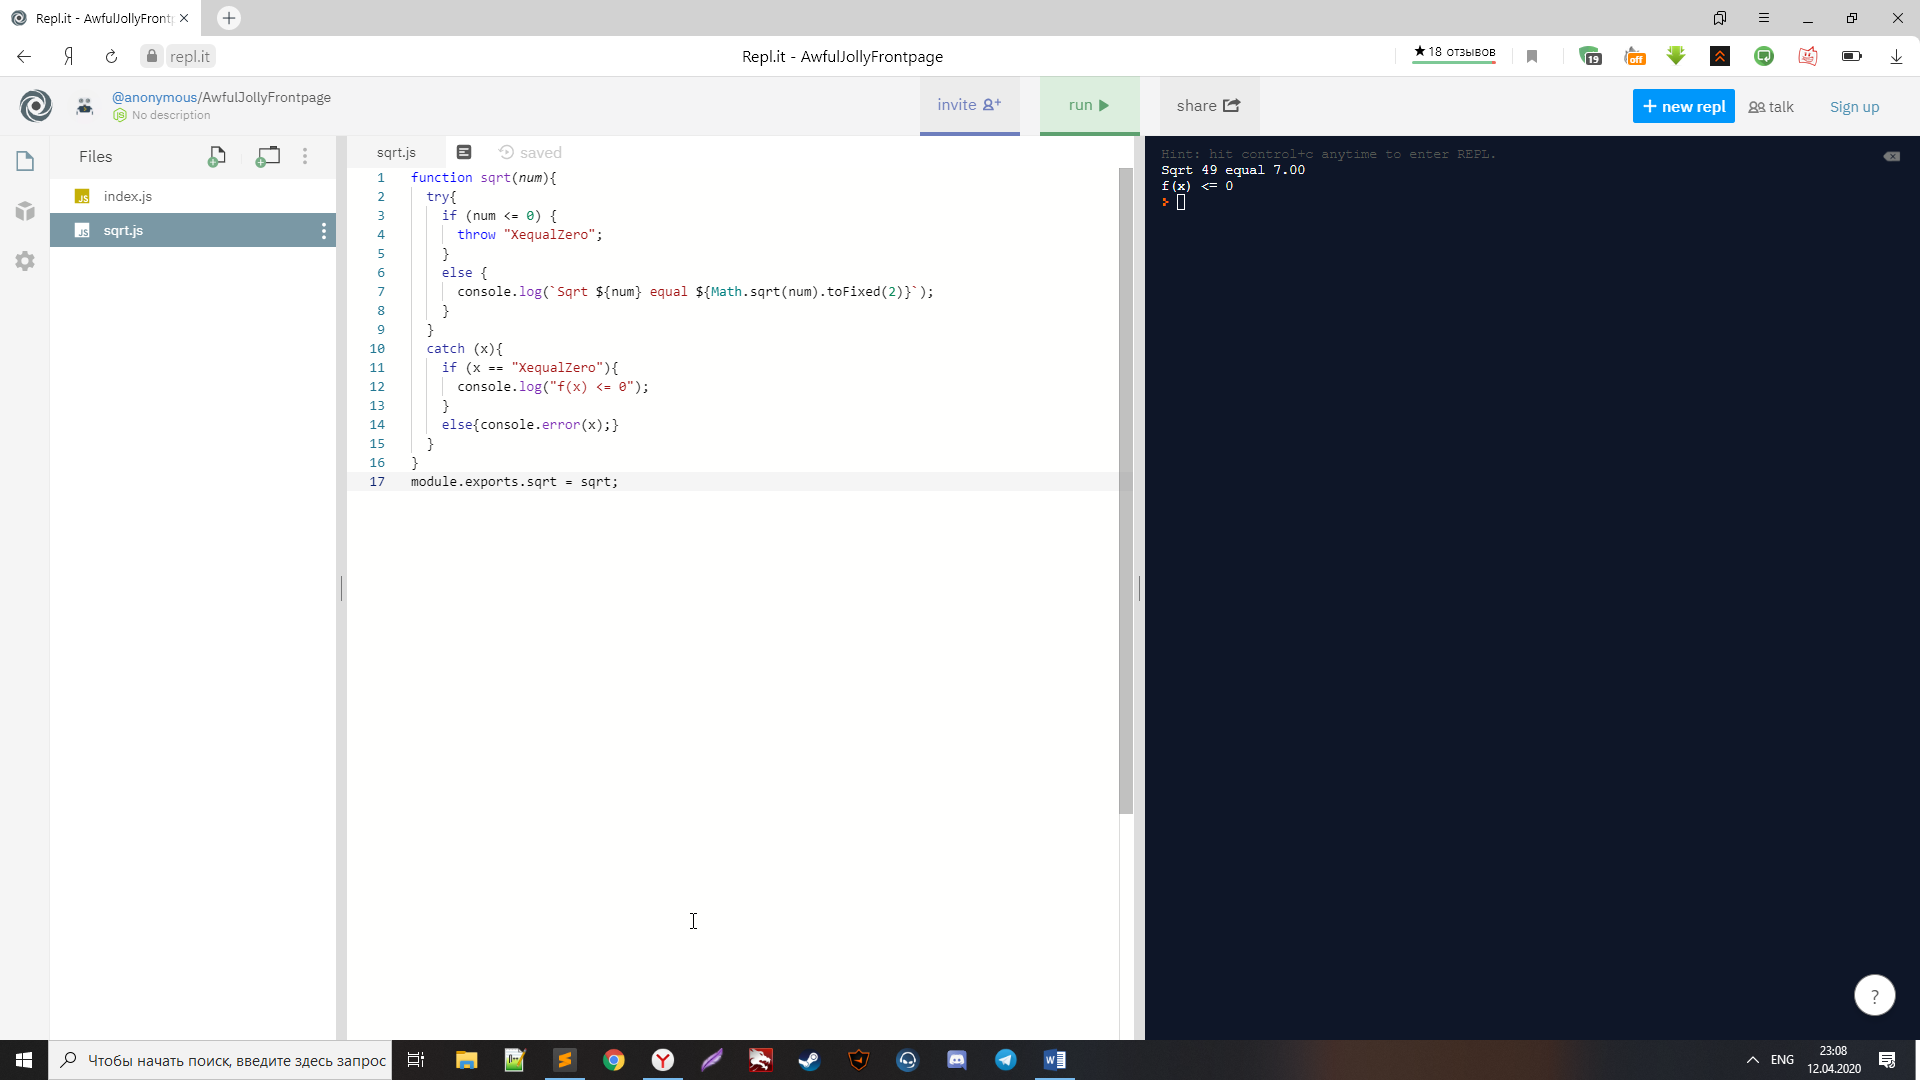 Repl.it - AwfulJollyFront
Я
repl.it
Repl.it - AwfulJollyFrontpage
★ 18 отзывов
19
off
@anonymous/AwfulJollyFrontpage
No description
invite
run
share
+ new repl
talk
Sign up
Files
index.js
sqrt.js
sqrt.js
saved
1 function sqrt(num){
2 try{
3 if (num <= 0) {
4 throw "XequalZero";
5 }
6 else {
7 console.log(`Sqrt ${num} equal ${Math.sqrt(num).toFixed(2)}`);
8 }
9 }
10 catch (x){
11 if (x == "XequalZero"){
12 console.log("f(x) <= 0");
13 }
14 else{console.error(x);}
15 }
16 }
17 module.exports.sqrt = sqrt;
Hint: hit control+c anytime to enter REPL.
Sqrt 49 equal 7.00
f(x) <= 0
?
Чтобы начать поиск, введите здесь запрос
ENG
23:08
12.04.2020